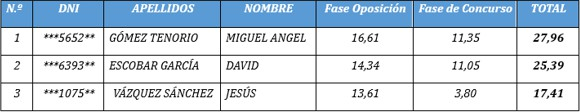 N.º DNI APELLIDOS NOMBRE Fase Oposición Fase de Concurso TOTAL
1 ***5652** GÓMEZ TENORIO MIGUEL ANGEL 16,61 11,35 27,96
2 ***6393** ESCOBAR GARCÍA DAVID 14,34 11,05 25,39
3 ***1075** VÁZQUEZ SÁNCHEZ JESÚS 13,61 3,80 17,41